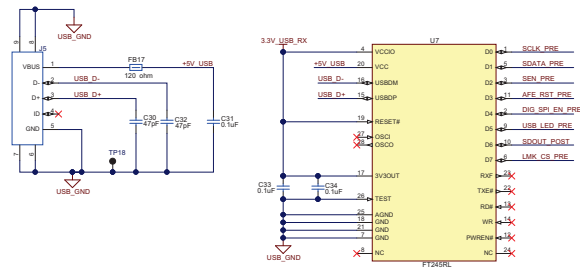 USB_GND
J5
9
8
VBUS
1
FB17
120 ohm
+5V_USB
D-
2
USB_D-
D+
3
USB_D+
ID
4
GND
5
C30
47pF
C32
47pF
C31
0.1uF
7
6
TP18
USB_GND
3.3V_USB_RX
U7
4
VCCIO
D0
1
SCLK_PRE
+5V_USB
20
VCC
D1
5
SDATA_PRE
USB_D-
16
USBDM
D2
3
SEN_PRE
USB_D+
15
USBDP
D3
11
AFE_RST_PRE
D4
2
DIG_SPI_EN_PRE
19
RESET#
D5
9
USB_LED_PRE
27
OSCI
28
OSCO
D6
10
SDOUT_POST
D7
6
LMK_CS_PRE
17
3V3OUT
RXF
23
C33
0.1uF
C34
0.1uF
TXE#
22
26
TEST
RD#
13
25
AGND
18
GND
WR
14
21
GND
7
GND
PWREN#
12
8
NC
NC
24
USB_GND
FT245RL